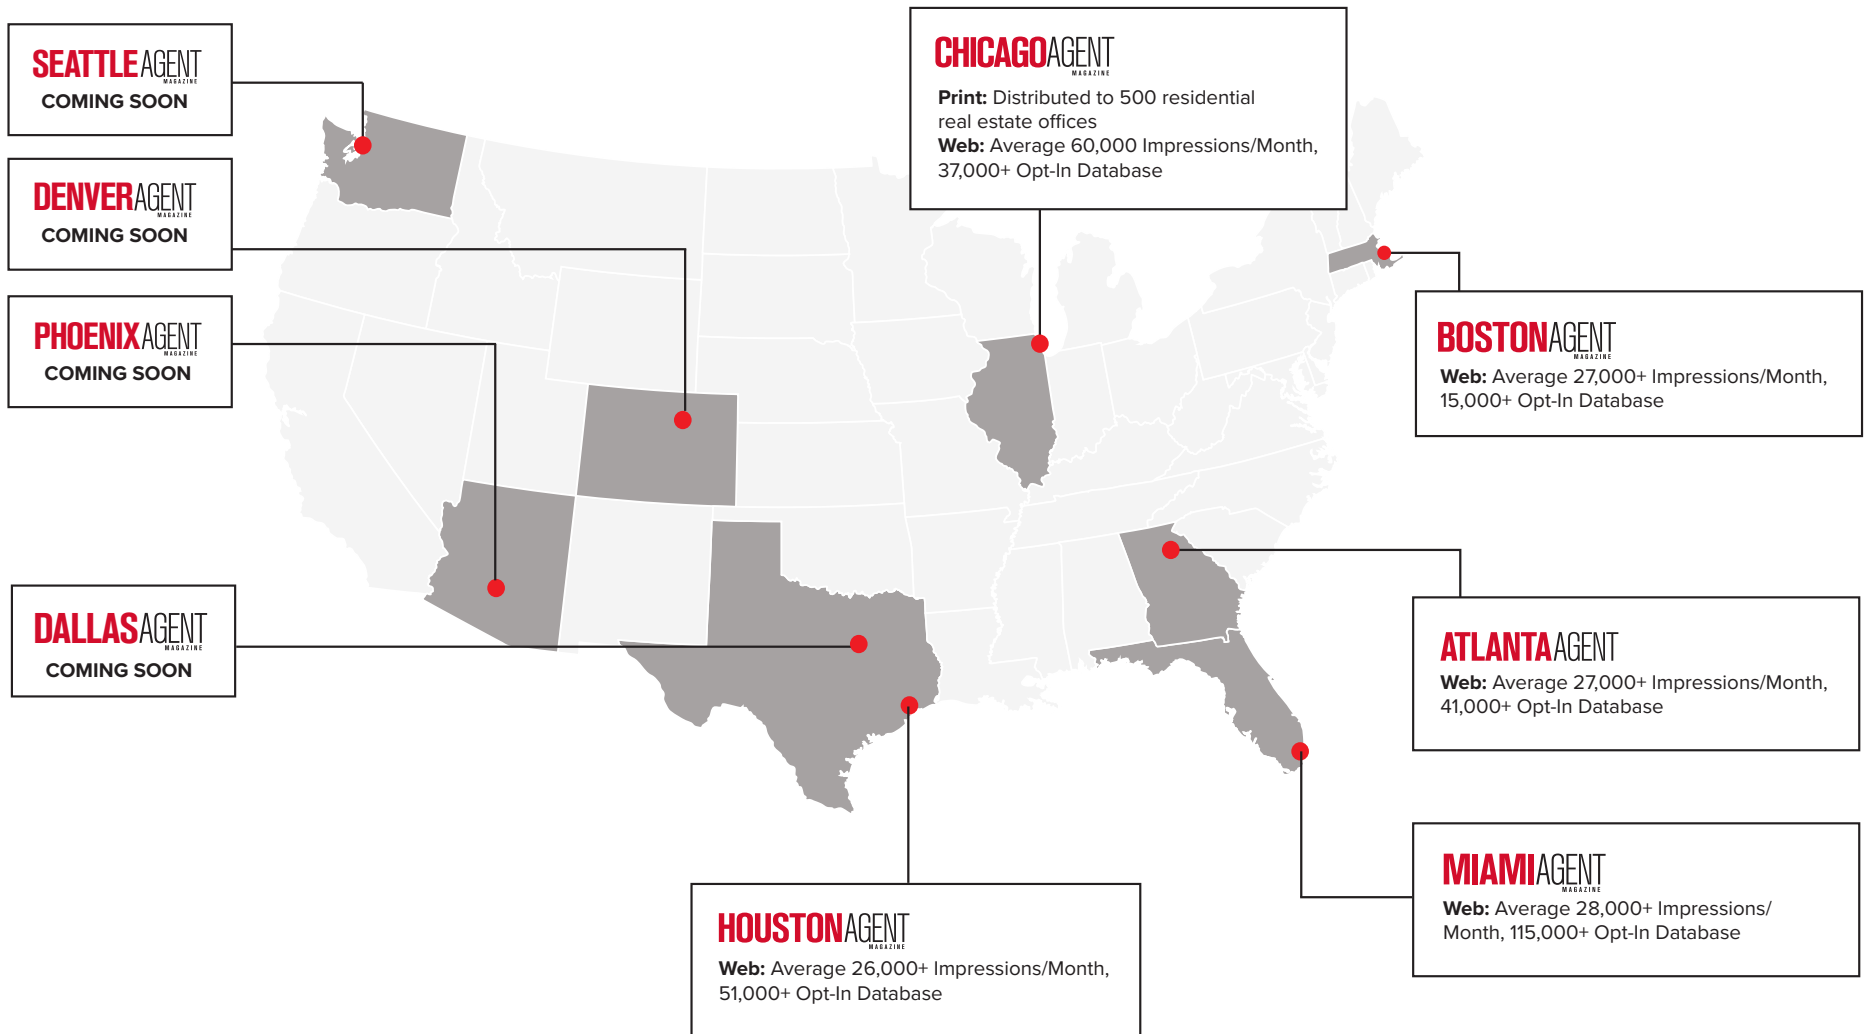 SEATTLEAGENT
MAGAZINE
COMING SOON
DENVERAGENT
MAGAZINE
COMING SOON
PHOENIXAGENT
MAGAZINE
COMING SOON
DALLASAGENT
MAGAZINE
COMING SOON
CHICAGOAGENT
MAGAZINE
Print: Distributed to 500 residential
real estate offices
Web: Average 60,000 Impressions/Month,
37,000+ Opt-In Database
BOSTONAGENT
MAGAZINE
Web: Average 27,000+ Impressions/Month,
15,000+ Opt-In Database
ATLANTAAGENT
Web: Average 27,000+ Impressions/Month,
41,000+ Opt-In Database
MIAMIAGENT
MAGAZINE
Web: Average 28,000+ Impressions/
Month, 115,000+ Opt-In Database
HOUSTONAGENT
MAGAZINE
Web: Average 26,000+ Impressions/Month,
51,000+ Opt-In Database